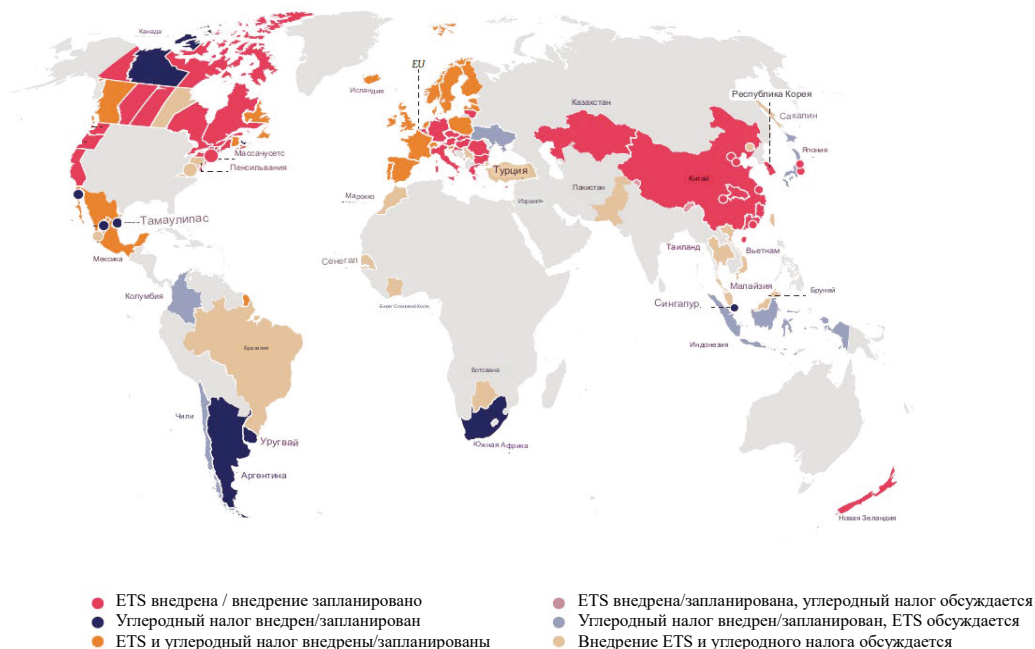 Канада
Исландия
EU
Казахстан
Республика Корея
Сахалин
Япония
Массачусетс
Пенсильвания
Турция
Китай
Пакистан
Марокко
Тамаулипас
Мексика
Сенегал
Таиланд
Вьетнам
Малайзия
Бруней
Сингапур
Колумбия
Индонезия
Бразилия
Ботсвана
Чили
Уругвай
Южная Африка
Аргентина
Новая Зеландия
ETS внедрена / внедрение запланировано
Углеродный налог внедрен/запланирован
ETS и углеродный налог внедрены/запланированы
ETS внедрена/запланирована, углеродный налог обсуждается
Углеродный налог внедрен/запланирован, ETS обсуждается
Внедрение ETS и углеродного налога обсуждается